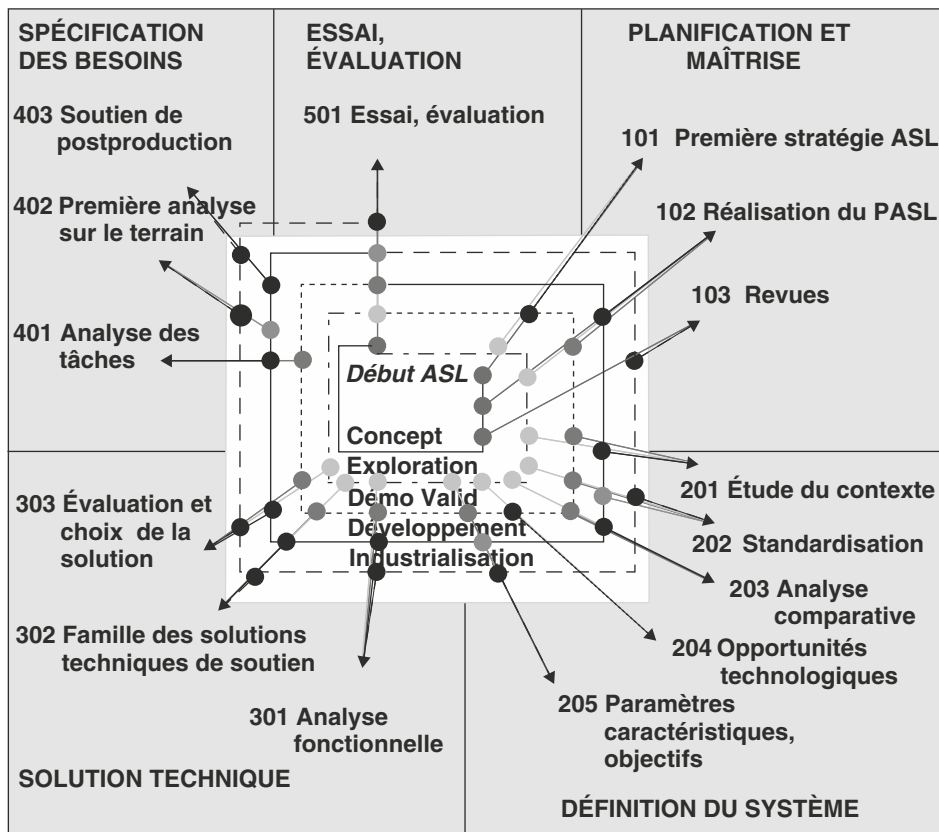 SPÉCIFICATION
DES BESOINS
403 Soutien de
postproduction
402 Première analyse
sur le terrain
401 Analyse des
tâches
ESSAI,
ÉVALUATION
501 Essai, évaluation
PLANIFICATION ET
MAÎTRISE
101 Première stratégie ASL
102 Réalisation du PASL
103 Revues
Début ASL
Concept
Exploration
Démo Valid
Développement
Industrialisation
201 Étude du contexte
202 Standardisation
203 Analyse
comparative
204 Opportunités
technologiques
205 Paramètres
caractéristiques,
objectifs
DÉFINITION DU SYSTÈME
303 Évaluation et
choix de la
solution
302 Famille des solutions
techniques de soutien
301 Analyse
fonctionnelle
SOLUTION TECHNIQUE